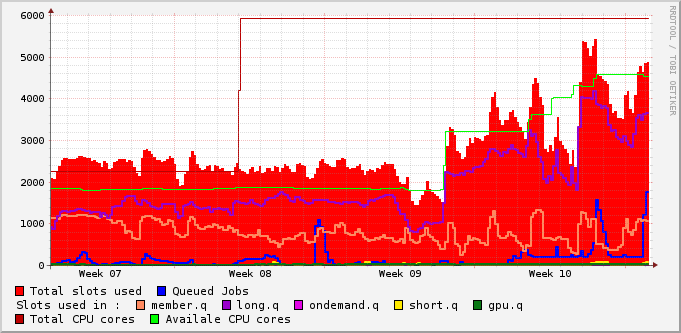 6000
5000
4000
3000
2000
1000
0
Week 07 Week 08 Week 09 Week 10
RRDTOOL / TOBI OETIKER
Total slots used Queued Jobs
Slots used in : member.q long.q ondemand.q short.q gpu.q
Total CPU cores Availale CPU cores